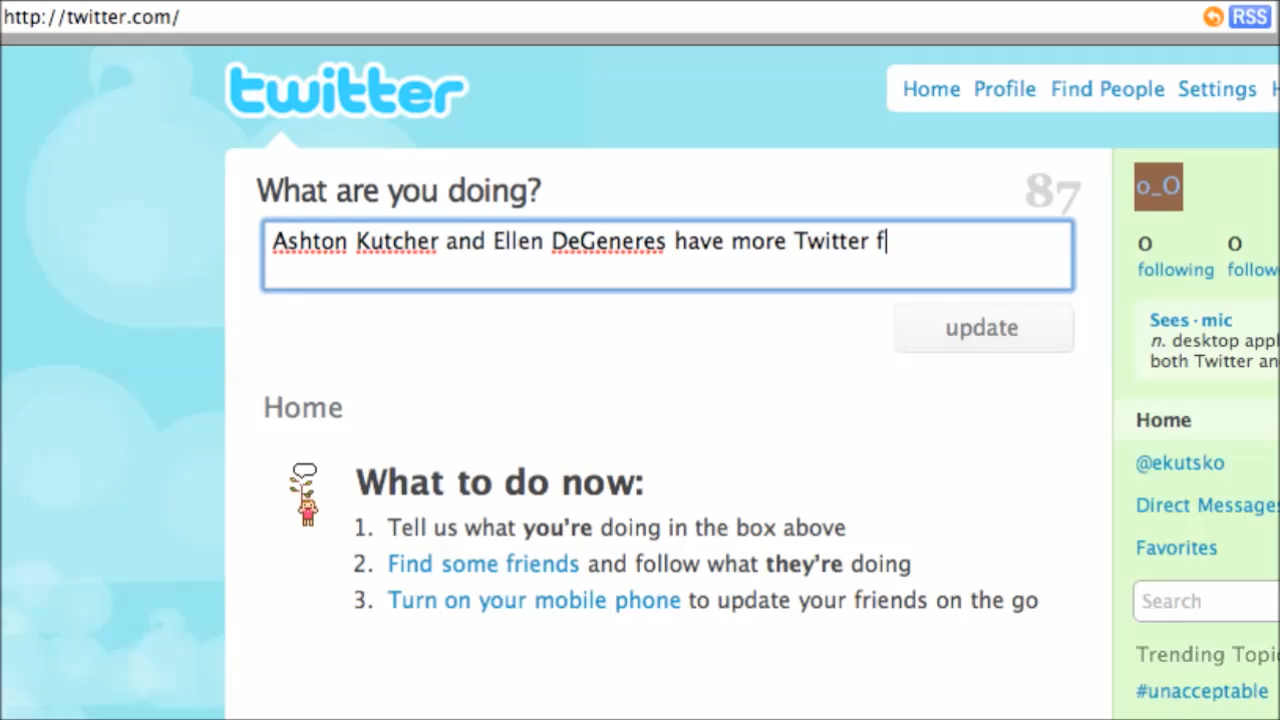 http://twitter.com/
RSS
twitter
Home Profile Find People Settings
What are you doing?
87
Ashton Kutcher and Ellen DeGeneres have more Twitter f
update
Home
What to do now:
1. Tell us what you're doing in the box above
2. Find some friends and follow what they're doing
3. Turn on your mobile phone to update your friends on the go
o_O
0 0
following follow
Sees·mic
n. desktop appl
both Twitter an
Home
@ekutsko
Direct Messages
Favorites
Search
Trending Topi
#unacceptable